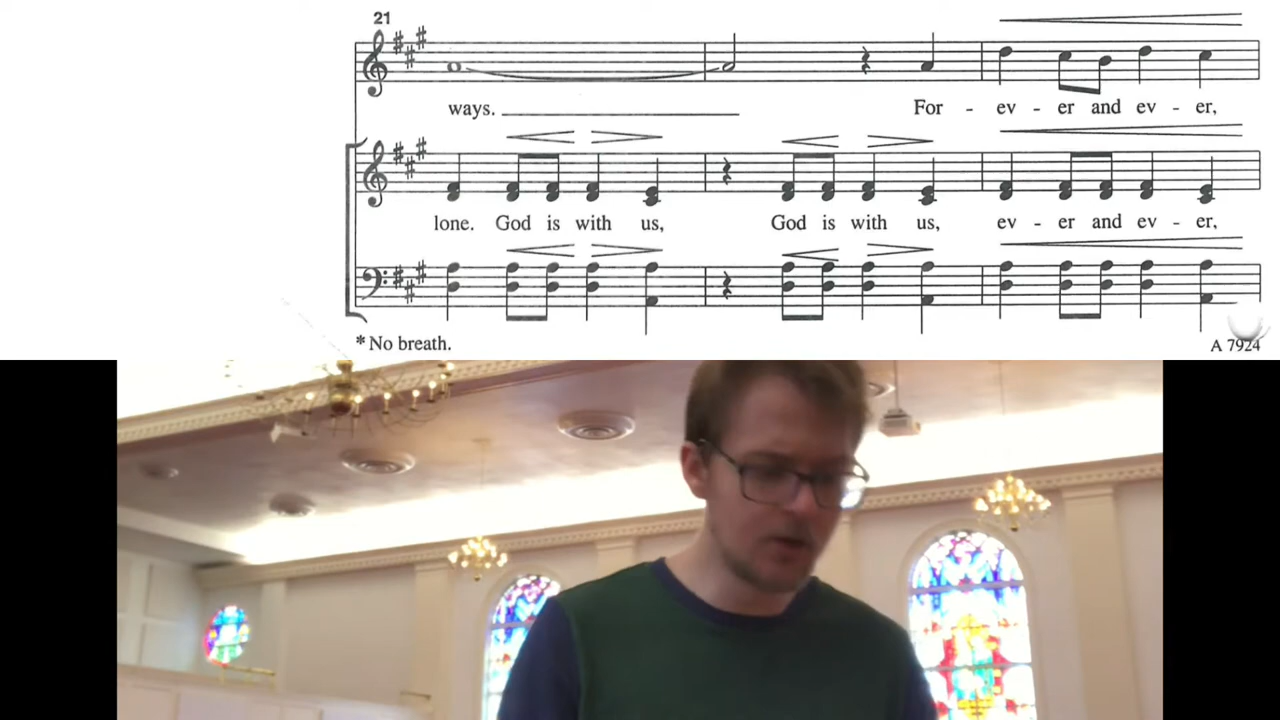 21
ways.
For - ev - er and ev - er,
lone. God is with us, God is with us, ev - er and ev - er,
* No breath.
A 7924